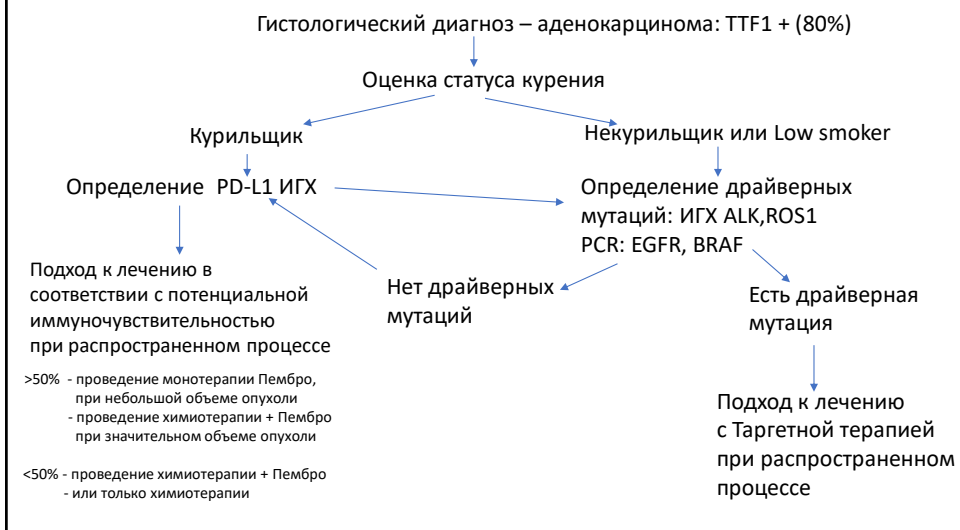 Гистологический диагноз – аденокарцинома: TTF1 + (80%)
Оценка статуса курения
Курильщик
Некурильщик или Low smoker
Определение PD-L1 ИГХ
Определение драйверных
мутаций: ИГХ ALK,ROS1
PCR: EGFR, BRAF
Подход к лечению в
соответствии с потенциальной
иммуночувствительностью
при распространенном процессе
Нет драйверных
мутаций
Есть драйверная
мутация
>50% - проведение монотерапии Пембро,
при небольшой объеме опухоли
- проведение химиотерапии + Пембро
при значительном объеме опухоли
<50% - проведение химиотерапии + Пембро
- или только химиотерапии
Подход к лечению
с Таргетной терапией
при распространенном
процессе